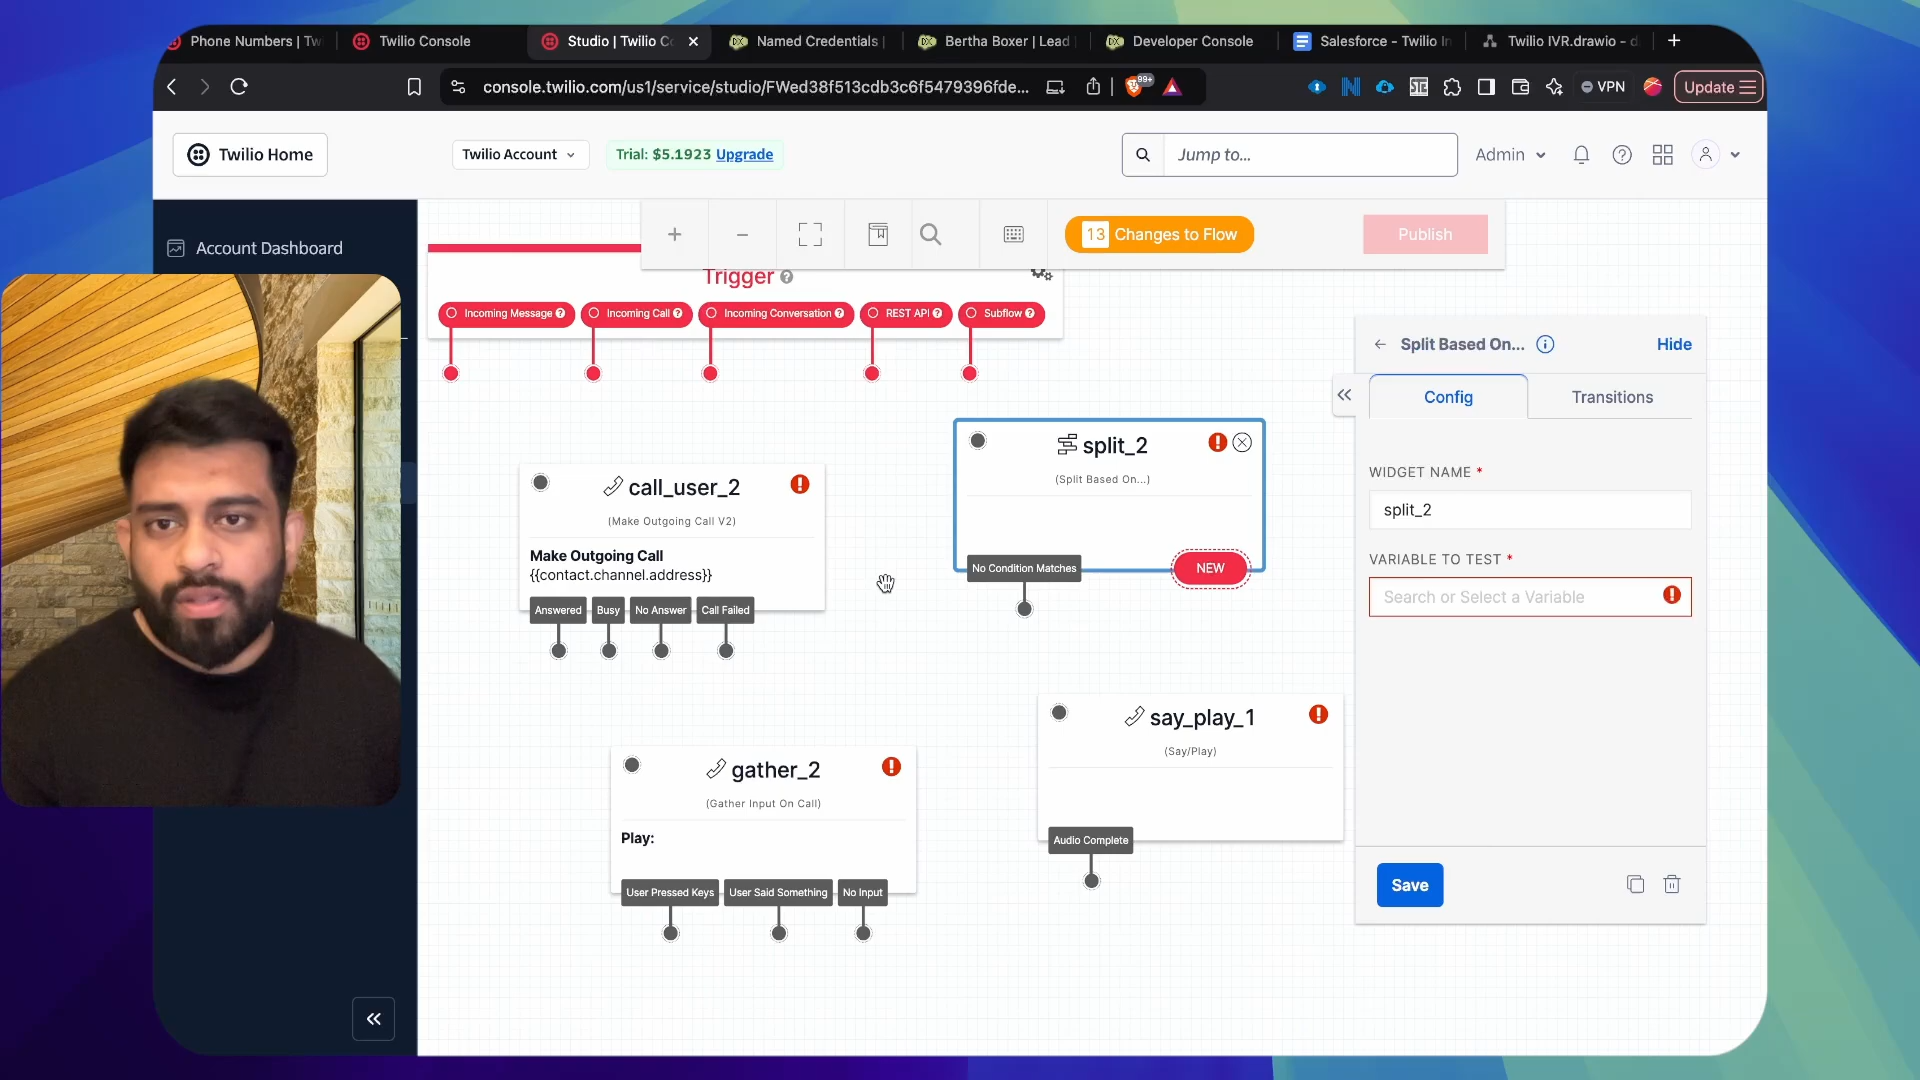 Phone Numbers | Tw
Twilio Console
Studio | Twilio Co
Named Credentials |
Bertha Boxer | Lead
Developer Console
Salesforce - Twilio In
Twilio IVR.drawio - d
console.twilio.com/us1/service/studio/FWed38f513cdb3c6f5479396fde...
99+
VPN
Update
Twilio Home
Twilio Account
Trial: $5.1923 Upgrade
Jump to...
Admin
Account Dashboard
13 Changes to Flow
Publish
Trigger
Incoming Message
Incoming Call
Incoming Conversation
REST API
Subflow
call_user_2
(Make Outgoing Call V2)
Make Outgoing Call
{{contact.channel.address}}
Answered
Busy
No Answer
Call Failed
split_2
(Split Based On...)
No Condition Matches
NEW
gather_2
(Gather Input On Call)
Play:
User Pressed Keys
User Said Something
No Input
say_play_1
(Say/Play)
Audio Complete
Split Based On...
Hide
Config
Transitions
WIDGET NAME *
split_2
VARIABLE TO TEST *
Search or Select a Variable
Save